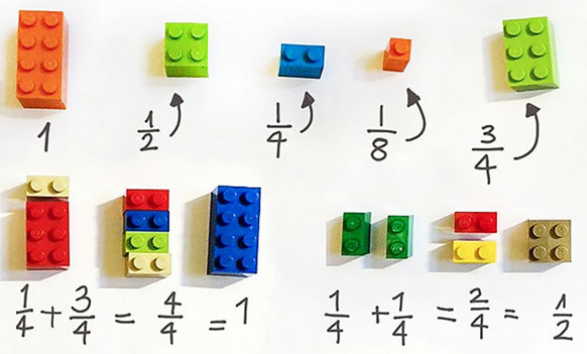 1 1/2 1/4 1/8 3/4
1/4 + 3/4 = 4/4 = 1
1/4 + 1/4 = 2/4 = 1/2